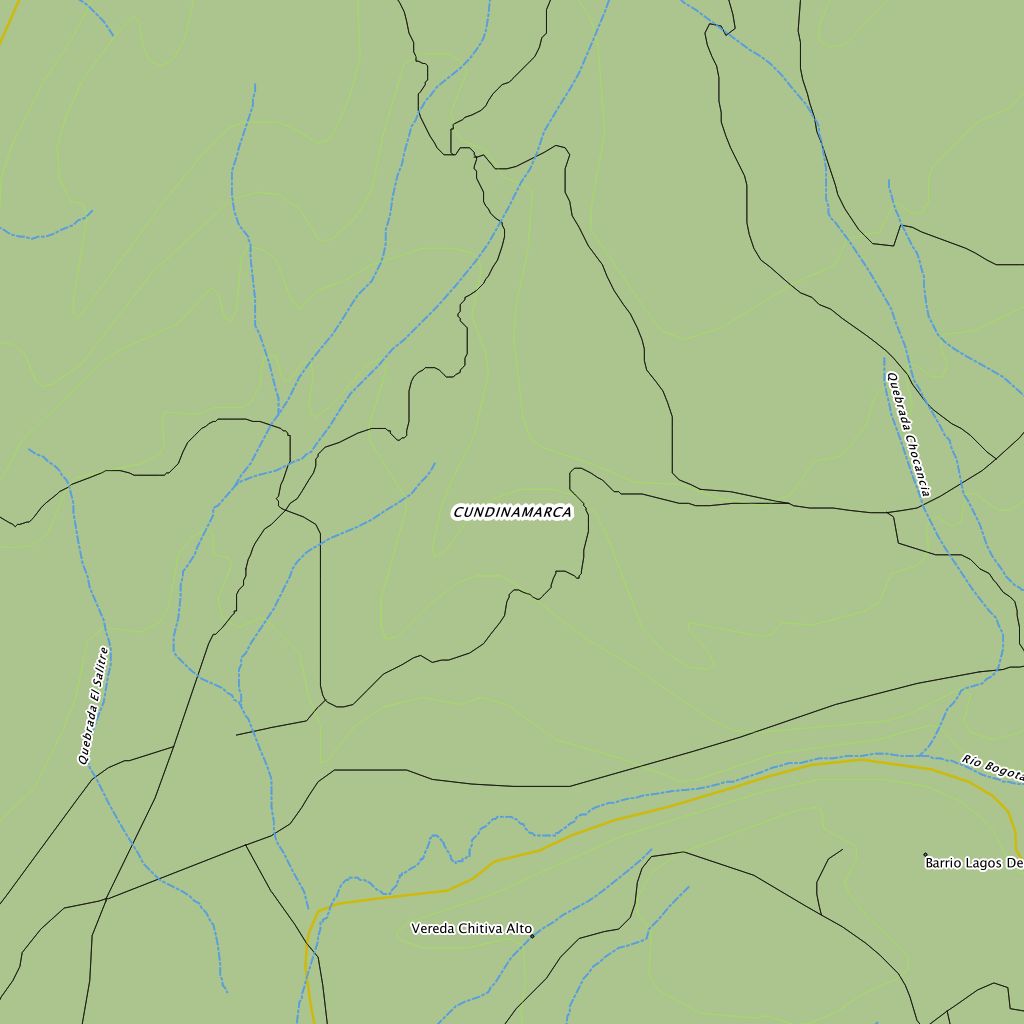 Quebrada Chocancia
CUNDINAMARCA
Quebrada El Salitre
Río Bogotá
Barrio Lagos De
Vereda Chitiva Alto